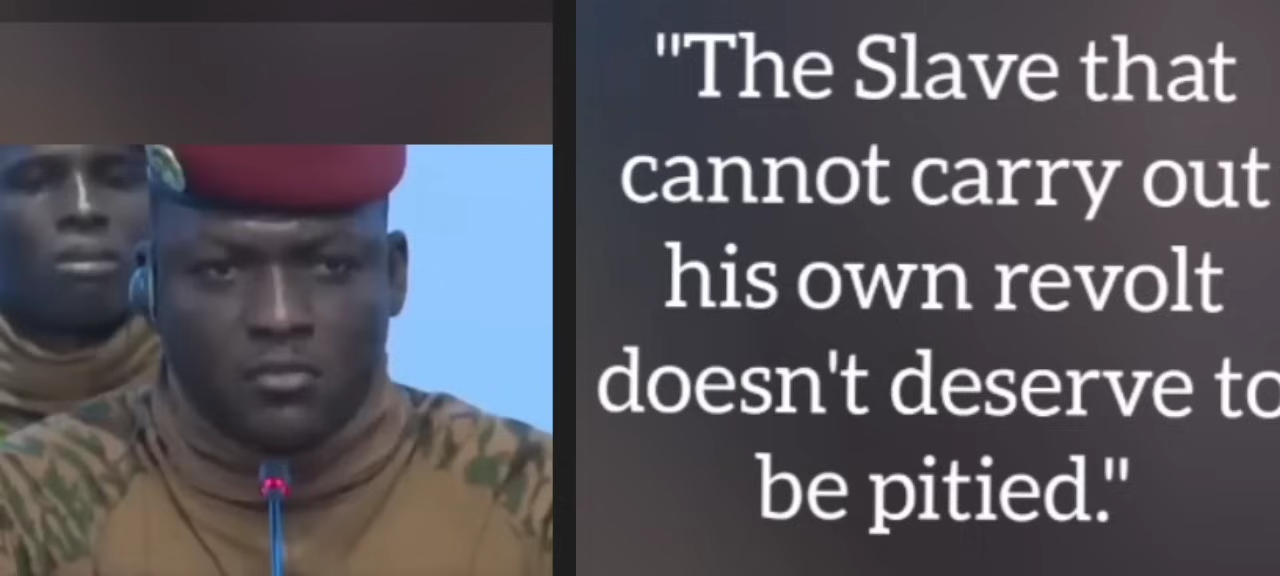 "The Slave that
cannot carry out
his own revolt
doesn't deserve to
be pitied."